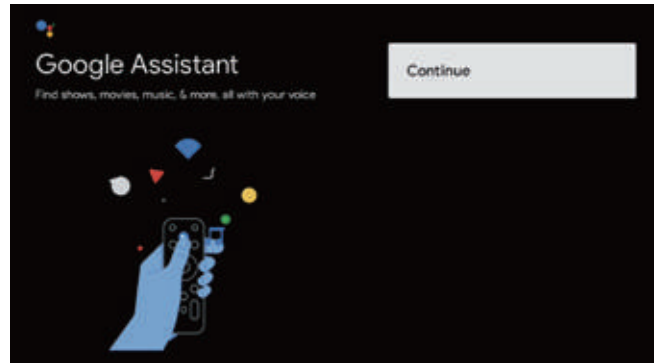 Google Assistant
Find shows, movies, music, & more, all with your voice
Continue